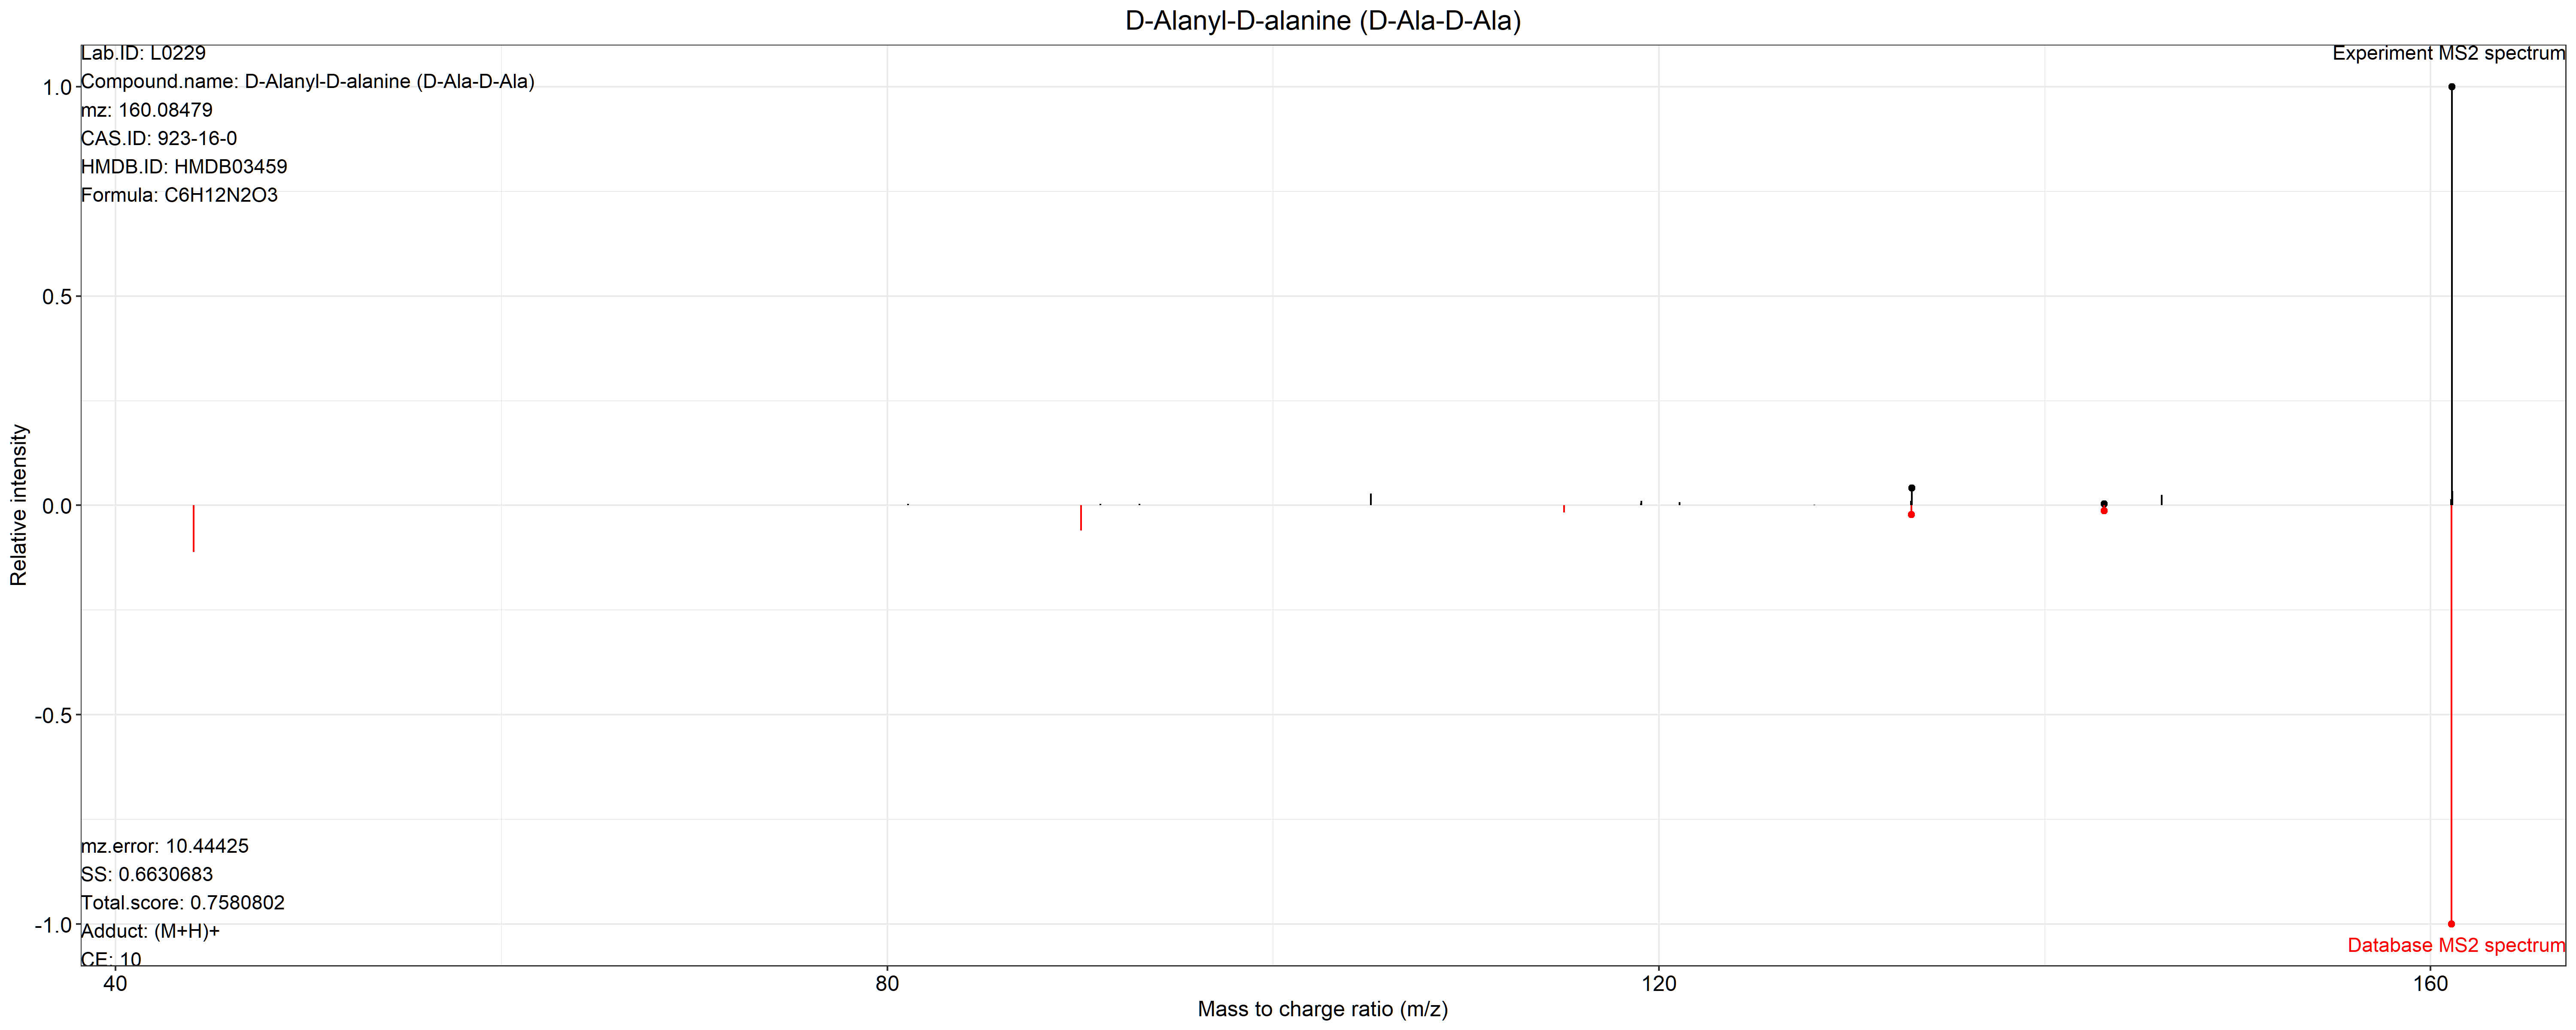 D-Alanyl-D-alanine (D-Ala-D-Ala)
Lab.ID: L0229
Experiment MS2 spectrum
Compound.name: D-Alanyl-D-alanine (D-Ala-D-Ala)
mz: 160.08479
CAS.ID: 923-16-0
HMDB.ID: HMDB03459
Formula: C6H12N2O3
1.0
0.5
0.0
-0.5
-1.0
Relative intensity
mz.error: 10.44425
SS: 0.6630683
Total.score: 0.7580802
Adduct: (M+H)+
CE: 10
Database MS2 spectrum
40
80
120
160
Mass to charge ratio (m/z)